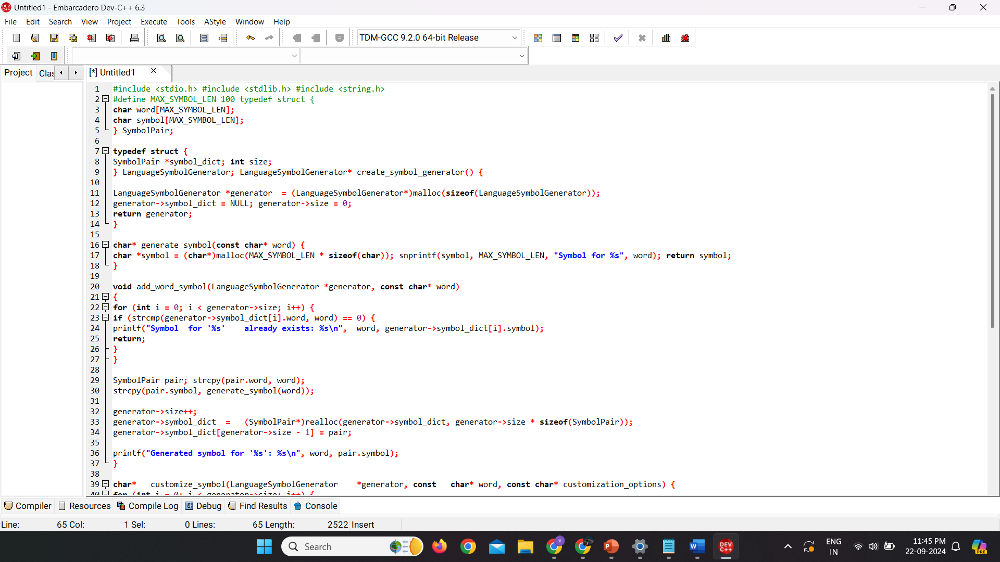 Untitled1 - Embarcadero Dev-C++ 6.3
File Edit Search View Project Execute Tools AStyle Window Help
TDM-GCC 9.2.0 64-bit Release
Project Clas [*] Untitled1
1 #include <stdio.h> #include <stdlib.h> #include <string.h>
2 #define MAX_SYMBOL_LEN 100 typedef struct {
3 char word[MAX_SYMBOL_LEN];
4 char symbol[MAX_SYMBOL_LEN];
5 } SymbolPair;
6
7 typedef struct {
8 SymbolPair *symbol_dict; int size;
9 } LanguageSymbolGenerator; LanguageSymbolGenerator* create_symbol_generator() {
10
11 LanguageSymbolGenerator *generator = (LanguageSymbolGenerator*)malloc(sizeof(LanguageSymbolGenerator));
12 generator->symbol_dict = NULL; generator->size = 0;
13 return generator;
14 }
15
16 char* generate_symbol(const char* word) {
17 char *symbol = (char*)malloc(MAX_SYMBOL_LEN * sizeof(char)); snprintf(symbol, MAX_SYMBOL_LEN, "Symbol for %s", word); return symbol;
18 }
19
20 void add_word_symbol(LanguageSymbolGenerator *generator, const char* word)
21 {
22 for (int i = 0; i < generator->size; i++) {
23 if (strcmp(generator->symbol_dict[i].word, word) == 0) {
24 printf("Symbol for '%s' already exists: %s\n", word, generator->symbol_dict[i].symbol);
25 return;
26 }
27 }
28
29 SymbolPair pair; strcpy(pair.word, word);
30 strcpy(pair.symbol, generate_symbol(word));
31
32 generator->size++;
33 generator->symbol_dict = (SymbolPair*)realloc(generator->symbol_dict, generator->size * sizeof(SymbolPair));
34 generator->symbol_dict[generator->size - 1] = pair;
35
36 printf("Generated symbol for '%s': %s\n", word, pair.symbol);
37 }
38
39 char* customize_symbol(LanguageSymbolGenerator *generator, const char* word, const char* customization_options) {
40 for (int i = 0; i < generator->size; i++) {
Compiler Resources Compile Log Debug Find Results Console
Line: 65 Col: 1 Sel: 0 Lines: 65 Length: 2522 Insert
Search
ENG
IN
11:45 PM
22-09-2024
DEV
C++
PRE